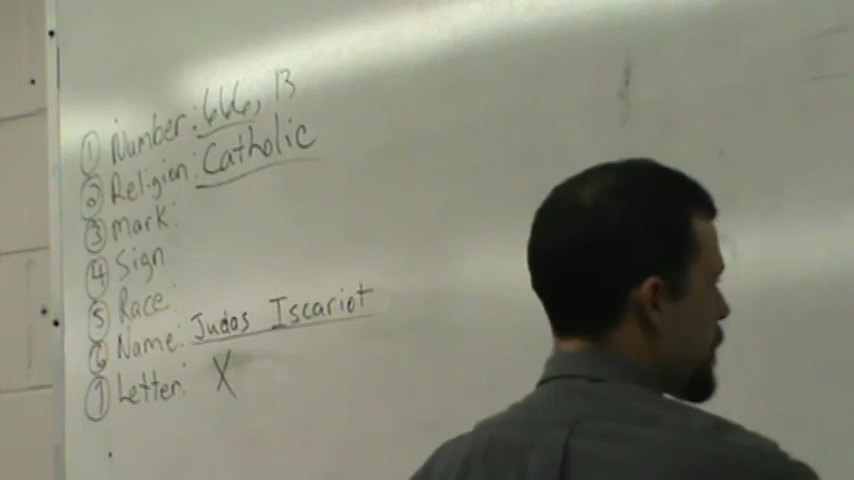 ① Number: 666, 13
② Religion: Catholic
③ Mark:
④ Sign
⑤ Race:
⑥ Name: Judas Iscariot
⑦ Letter: X